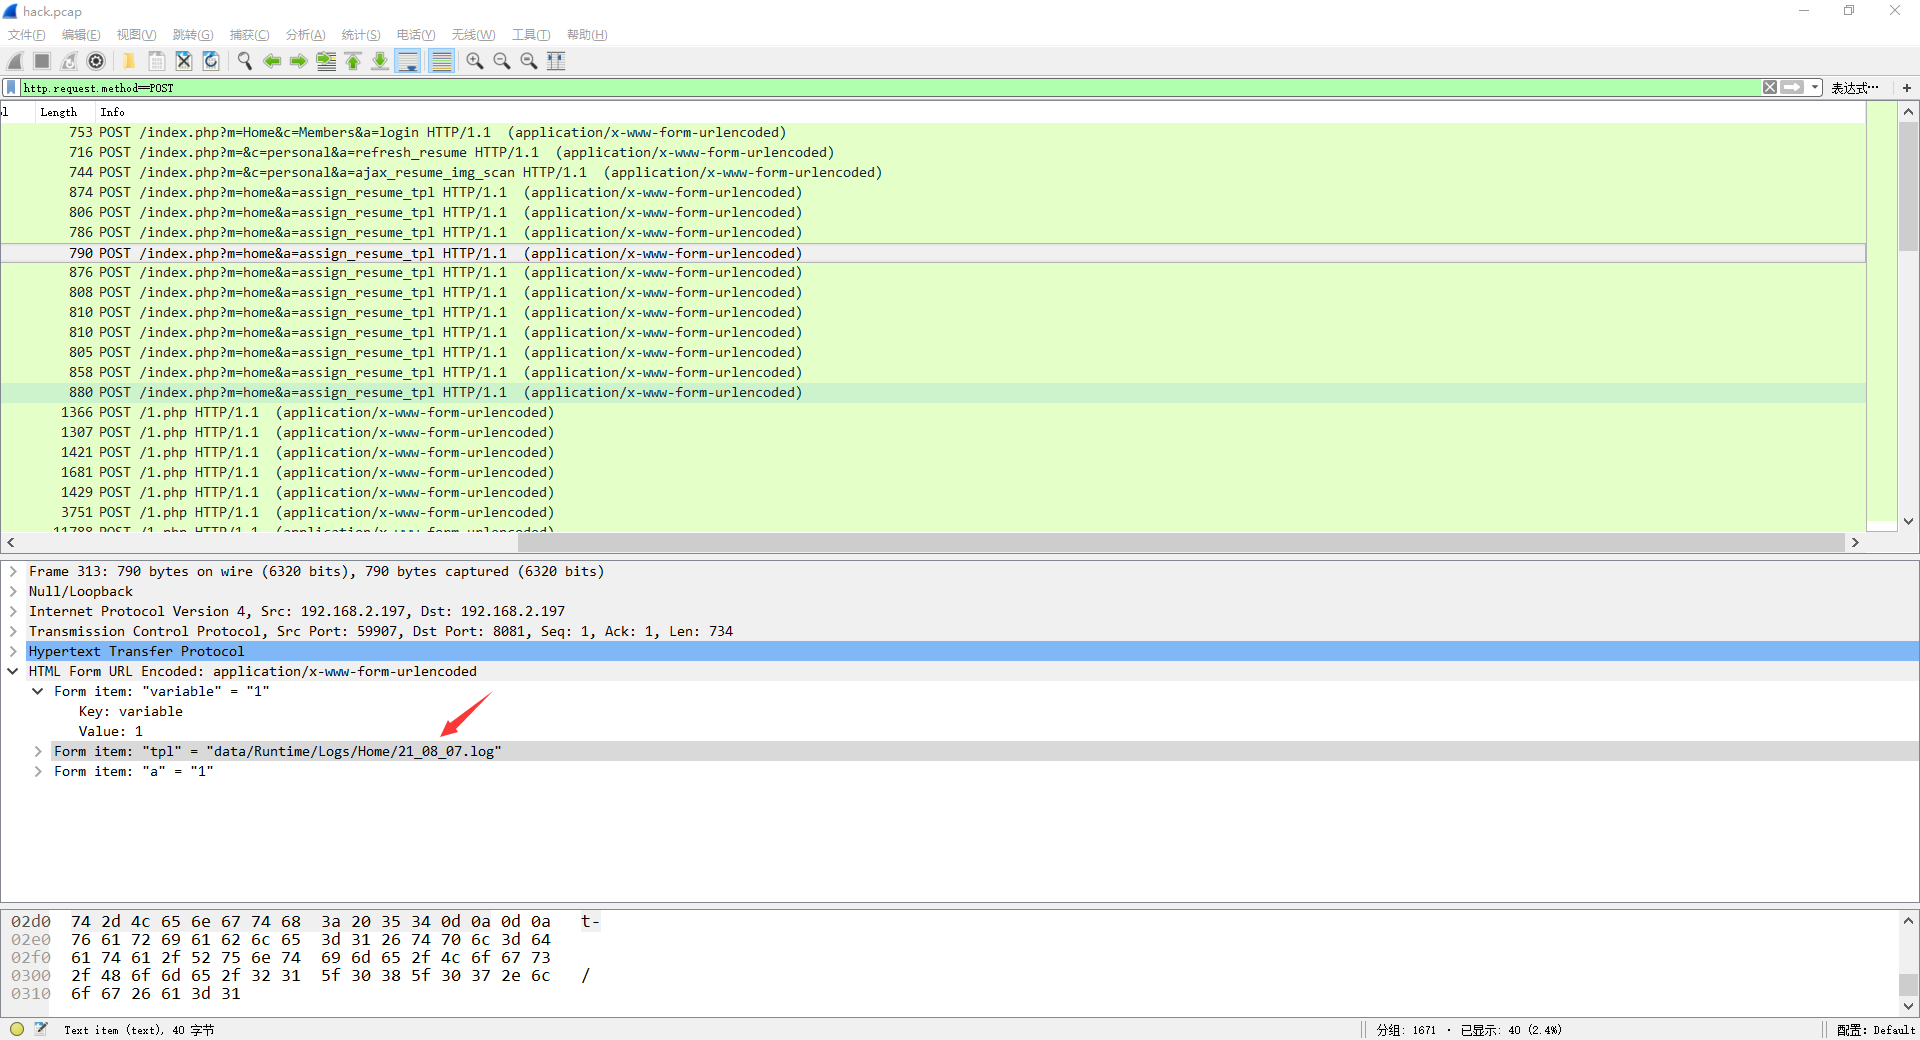 hack.pcap
文件(F) 编辑(E) 视图(V) 跳转(G) 捕获(C) 分析(A) 统计(S) 电话(Y) 无线(W) 工具(T) 帮助(H)
http.request.method==POST 表达式… +
Length Info
753 POST /index.php?m=Home&c=Members&a=login HTTP/1.1  (application/x-www-form-urlencoded)
716 POST /index.php?m=&c=personal&a=refresh_resume HTTP/1.1  (application/x-www-form-urlencoded)
744 POST /index.php?m=&c=personal&a=ajax_resume_img_scan HTTP/1.1  (application/x-www-form-urlencoded)
874 POST /index.php?m=home&a=assign_resume_tpl HTTP/1.1  (application/x-www-form-urlencoded)
806 POST /index.php?m=home&a=assign_resume_tpl HTTP/1.1  (application/x-www-form-urlencoded)
786 POST /index.php?m=home&a=assign_resume_tpl HTTP/1.1  (application/x-www-form-urlencoded)
790 POST /index.php?m=home&a=assign_resume_tpl HTTP/1.1  (application/x-www-form-urlencoded)
876 POST /index.php?m=home&a=assign_resume_tpl HTTP/1.1  (application/x-www-form-urlencoded)
808 POST /index.php?m=home&a=assign_resume_tpl HTTP/1.1  (application/x-www-form-urlencoded)
810 POST /index.php?m=home&a=assign_resume_tpl HTTP/1.1  (application/x-www-form-urlencoded)
810 POST /index.php?m=home&a=assign_resume_tpl HTTP/1.1  (application/x-www-form-urlencoded)
805 POST /index.php?m=home&a=assign_resume_tpl HTTP/1.1  (application/x-www-form-urlencoded)
858 POST /index.php?m=home&a=assign_resume_tpl HTTP/1.1  (application/x-www-form-urlencoded)
880 POST /index.php?m=home&a=assign_resume_tpl HTTP/1.1  (application/x-www-form-urlencoded)
1366 POST /1.php HTTP/1.1  (application/x-www-form-urlencoded)
1307 POST /1.php HTTP/1.1  (application/x-www-form-urlencoded)
1421 POST /1.php HTTP/1.1  (application/x-www-form-urlencoded)
1681 POST /1.php HTTP/1.1  (application/x-www-form-urlencoded)
1429 POST /1.php HTTP/1.1  (application/x-www-form-urlencoded)
3751 POST /1.php HTTP/1.1  (application/x-www-form-urlencoded)
11788 POST /1.php HTTP/1.1  (application/x-www-form-urlencoded)
Frame 313: 790 bytes on wire (6320 bits), 790 bytes captured (6320 bits)
Null/Loopback
Internet Protocol Version 4, Src: 192.168.2.197, Dst: 192.168.2.197
Transmission Control Protocol, Src Port: 59907, Dst Port: 8081, Seq: 1, Ack: 1, Len: 734
Hypertext Transfer Protocol
HTML Form URL Encoded: application/x-www-form-urlencoded
Form item: "variable" = "1"
Key: variable
Value: 1
Form item: "tpl" = "data/Runtime/Logs/Home/21_08_07.log"
Form item: "a" = "1"
02d0 74 2d 4c 65 6e 67 74 68 3a 20 35 34 0d 0a 0d 0a t-
02e0 76 61 72 69 61 62 6c 65 3d 31 26 74 70 6c 3d 64
02f0 61 74 61 2f 52 75 6e 74 69 6d 65 2f 4c 6f 67 73
0300 2f 48 6f 6d 65 2f 32 31 5f 30 38 5f 30 37 2e 6c /
0310 6f 67 26 61 3d 31
Text item (text), 40 字节 分组: 1671 · 已显示: 40 (2.4%) 配置: Default